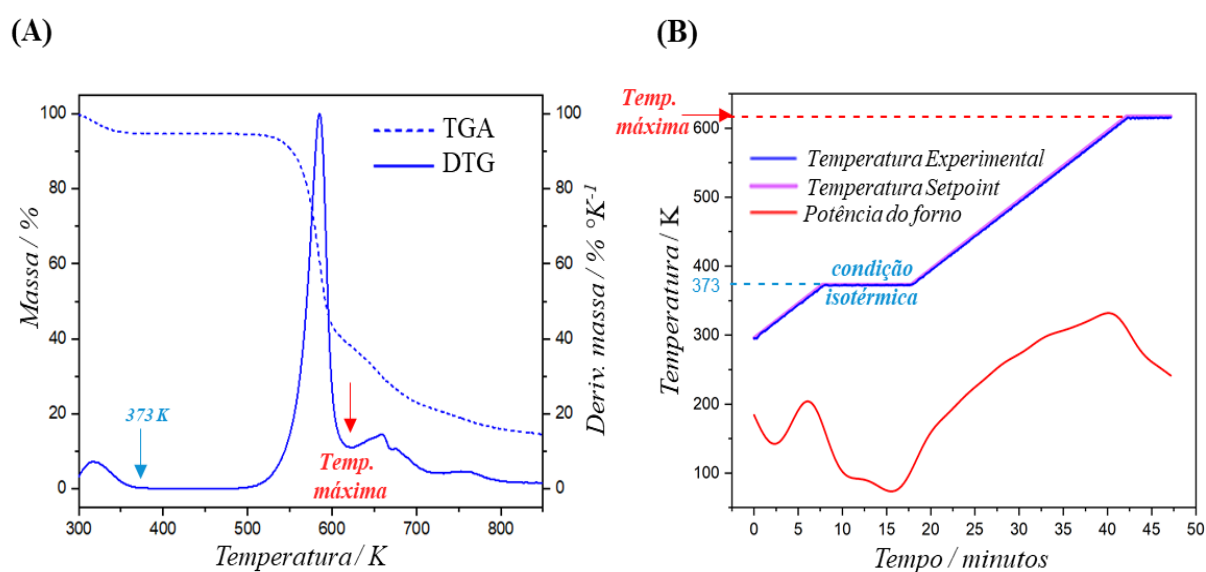 (A)
(B)
TGA
DTG
100
80
60
40
20
0
Massa / %
100
80
60
40
20
0
Deriv. massa / % °K-1
373 K
Temp.
máxima
300
400
500
600
700
800
Temperatura / K
Temp.
máxima
600
500
400
373
300
200
100
Temperatura / K
Temperatura Experimental
Temperatura Setpoint
Potência do forno
condição
isotérmica
0
5
10
15
20
25
30
35
40
45
50
Tempo / minutos